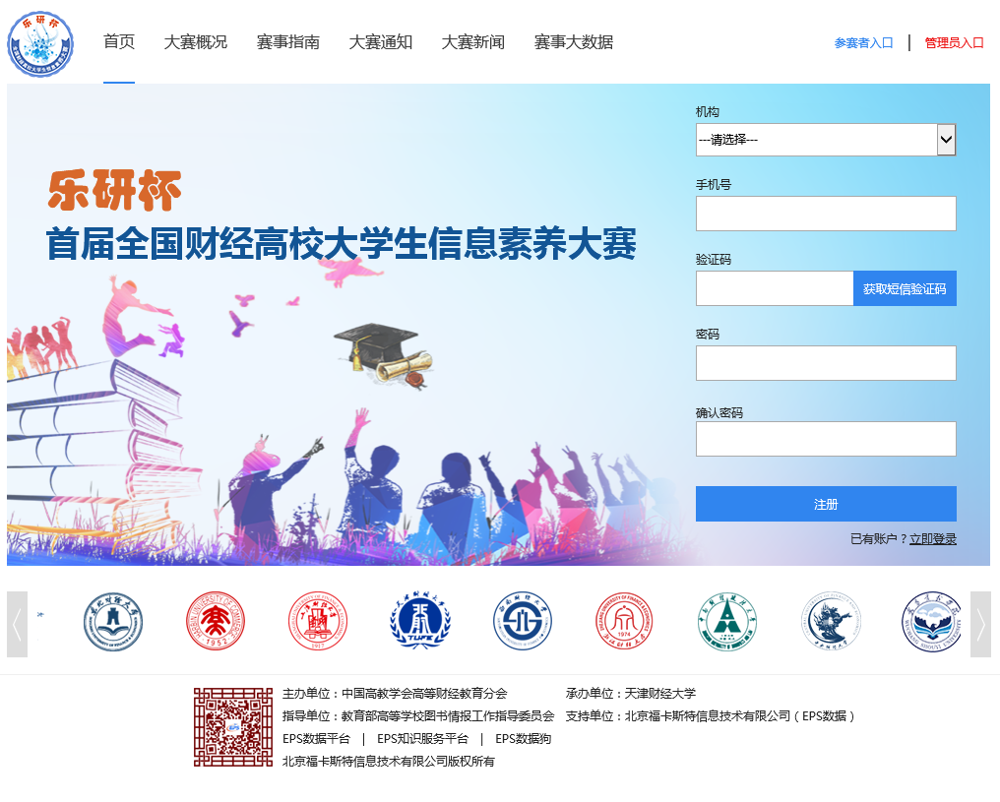 乐研杯
首页 大赛概况 赛事指南 大赛通知 大赛新闻 赛事大数据 参赛者入口 | 管理员入口
乐研杯
首届全国财经高校大学生信息素养大赛
机构
---请选择---
手机号
验证码
获取短信验证码
密码
确认密码
注册
已有账户？立即登录
1952
1917
TUFE
1974
主办单位：中国高教学会高等财经教育分会 承办单位：天津财经大学
指导单位：教育部高等学校图书情报工作指导委员会 支持单位：北京福卡斯特信息技术有限公司（EPS数据）
EPS数据平台 | EPS知识服务平台 | EPS数据狗
北京福卡斯特信息技术有限公司版权所有